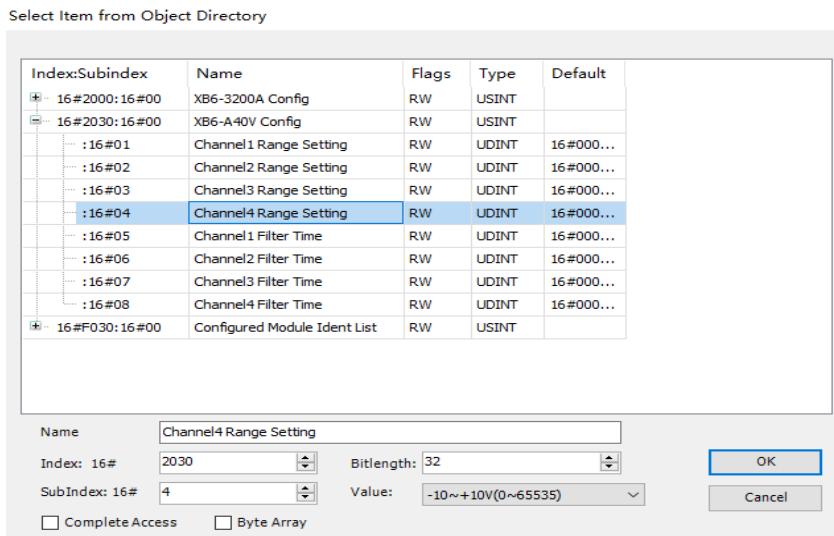 Select Item from Object Directory
Index:Subindex Name Flags Type Default
16#2000:16#00 XB6-3200A Config RW USINT
16#2030:16#00 XB6-A40V Config RW USINT
:16#01 Channel1 Range Setting RW UDINT 16#000...
:16#02 Channel2 Range Setting RW UDINT 16#000...
:16#03 Channel3 Range Setting RW UDINT 16#000...
:16#04 Channel4 Range Setting RW UDINT 16#000...
:16#05 Channel1 Filter Time RW UDINT 16#000...
:16#06 Channel2 Filter Time RW UDINT 16#000...
:16#07 Channel3 Filter Time RW UDINT 16#000...
:16#08 Channel4 Filter Time RW UDINT 16#000...
16#F030:16#00 Configured Module Ident List RW USINT
Name Channel4 Range Setting
Index: 16# 2030 Bitlength: 32 OK
SubIndex: 16# 4 Value: -10~+10V(0~65535) Cancel
Complete Access Byte Array